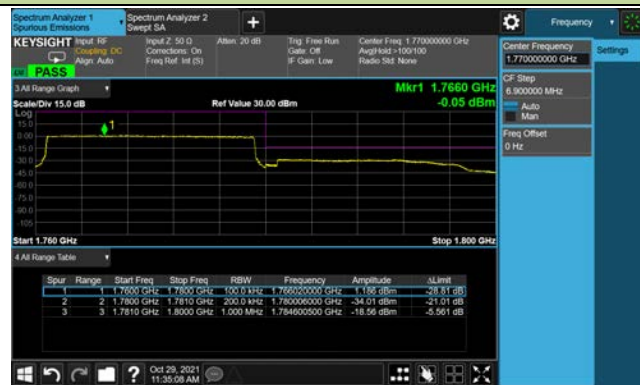 Spectrum Analyzer 1
Spurious Emissions
Spectrum Analyzer 2
Swept SA
Frequency
KEYSIGHT
Input: RF
Coupling: DC
Align: Auto
Input Z: 50 Ω
Corrections: On
Freq Ref: Int (S)
Atten: 20 dB
Trig: Free Run
Gate: Off
IF Gain: Low
Center Freq: 1.770000000 GHz
Avg|Hold:>100/100
Radio Std: None
PASS
Center Frequency
1.770000000 GHz
Settings
CF Step
6.900000 MHz
Auto
Man
Freq Offset
0 Hz
3 All Range Graph
Mkr1 1.7660 GHz
Scale/Div 15.0 dB
Ref Value 30.00 dBm
-0.05 dBm
Log
15.0
0.00
-15.0
-30.0
-45.0
-60.0
-75.0
-90.0
-105
1
Start 1.760 GHz
Stop 1.800 GHz
4 All Range Table
Spur Range Start Freq Stop Freq RBW Frequency Amplitude ΔLimit
1 1 1.7600 GHz 1.7800 GHz 100.0 kHz 1.766020000 GHz 1.186 dBm -28.81 dB
2 2 1.7800 GHz 1.7810 GHz 200.0 kHz 1.780006000 GHz -34.01 dBm -21.01 dB
3 3 1.7810 GHz 1.8000 GHz 1.000 MHz 1.784600500 GHz -18.56 dBm -5.561 dB
Oct 29, 2021
11:35:08 AM